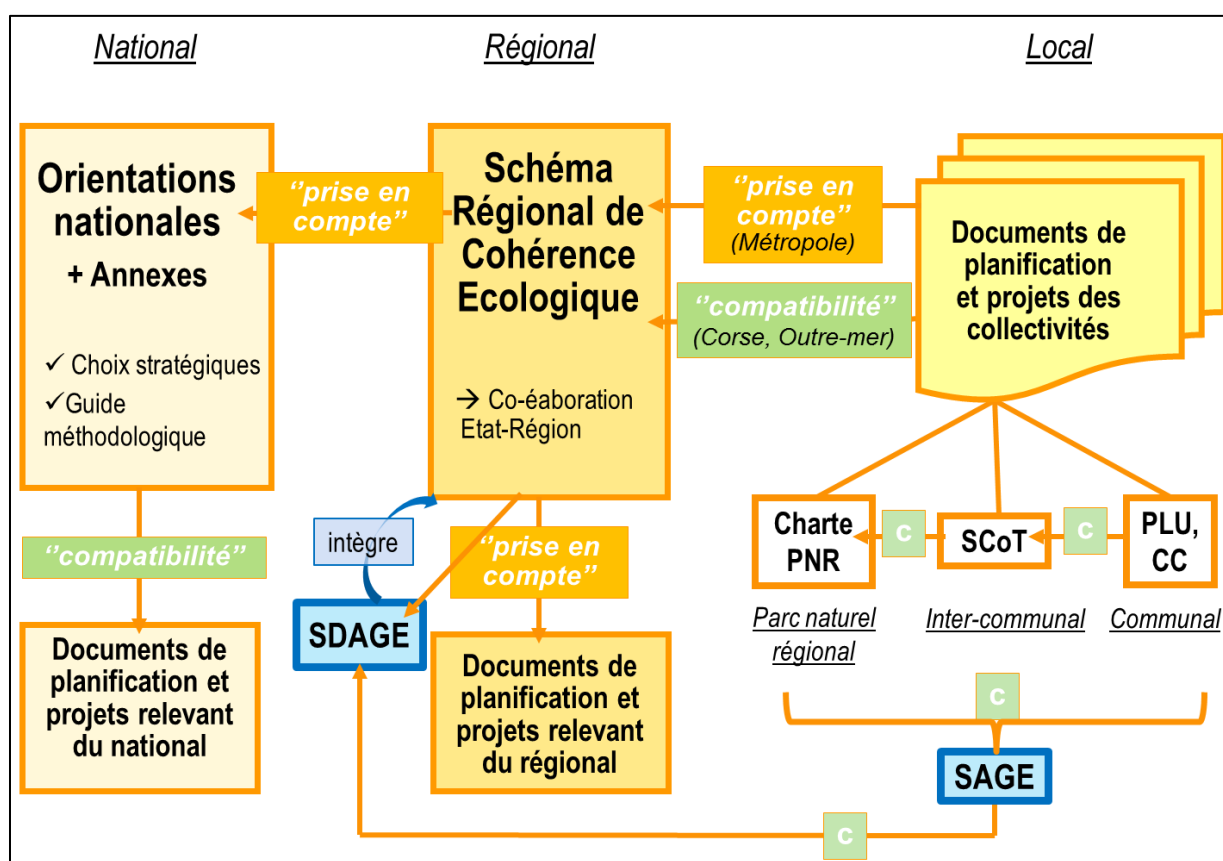 National
Régional
Local
Orientations
nationales
+ Annexes
✓ Choix stratégiques
✓Guide
méthodologique
‘’prise en
compte’’
Schéma
Régional de
Cohérence
Ecologique
→ Co-éaboration
Etat-Région
‘’prise en
compte’’
(Métropole)
‘’compatibilité’’
(Corse, Outre-mer)
Documents de
planification
et projets des
collectivités
‘’compatibilité’’
Documents de
planification et
projets relevant
du national
intègre
SDAGE
‘’prise en
compte’’
Documents de
planification et
projets relevant
du régional
Charte
PNR
c
SCoT
c
PLU,
CC
Parc naturel
régional
Inter-communal
Communal
c
SAGE
c